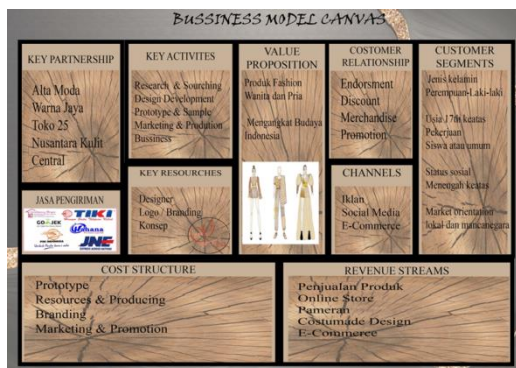 BUSSINESS MODEL CANVAS
KEY PARTNERSHIP
Alta Moda
Warna Jaya
Toko 25
Nusantara Kulit
Central
JASA PENGIRIMAN
TIKI
GOJEK
Wahana
POS INDONESIA
JNE
KEY ACTIVITES
Research & Sourching
Design Development
Prototype & Sample
Marketing & Prodution
Bussiness
KEY RESOURCHES
Designer
Logo / Branding
Konsep
VALUE
PROPOSITION
Produk Fashion
Wanita dan Pria
Mengangkat Budaya
Indonesia
COSTOMER
RELATIONSHIP
Endorsment
Discount
Merchandise
Promotion
CHANNELS
Iklan
Social Media
E-Commerce
CUSTOMER
SEGMENTS
Jenis kelamin
Perempuan-Laki-laki
Usia 17th keatas
Pekerjaan
Siswa atau umum
Status sosial
Menengah keatas
Market orientation
lokal dan mancanegara
COST STRUCTURE
Prototype
Resources & Producing
Branding
Marketing & Promotion
REVENUE STREAMS
Penjualan Produk
Online Store
Pameran
Costumade Design
E-Commerce